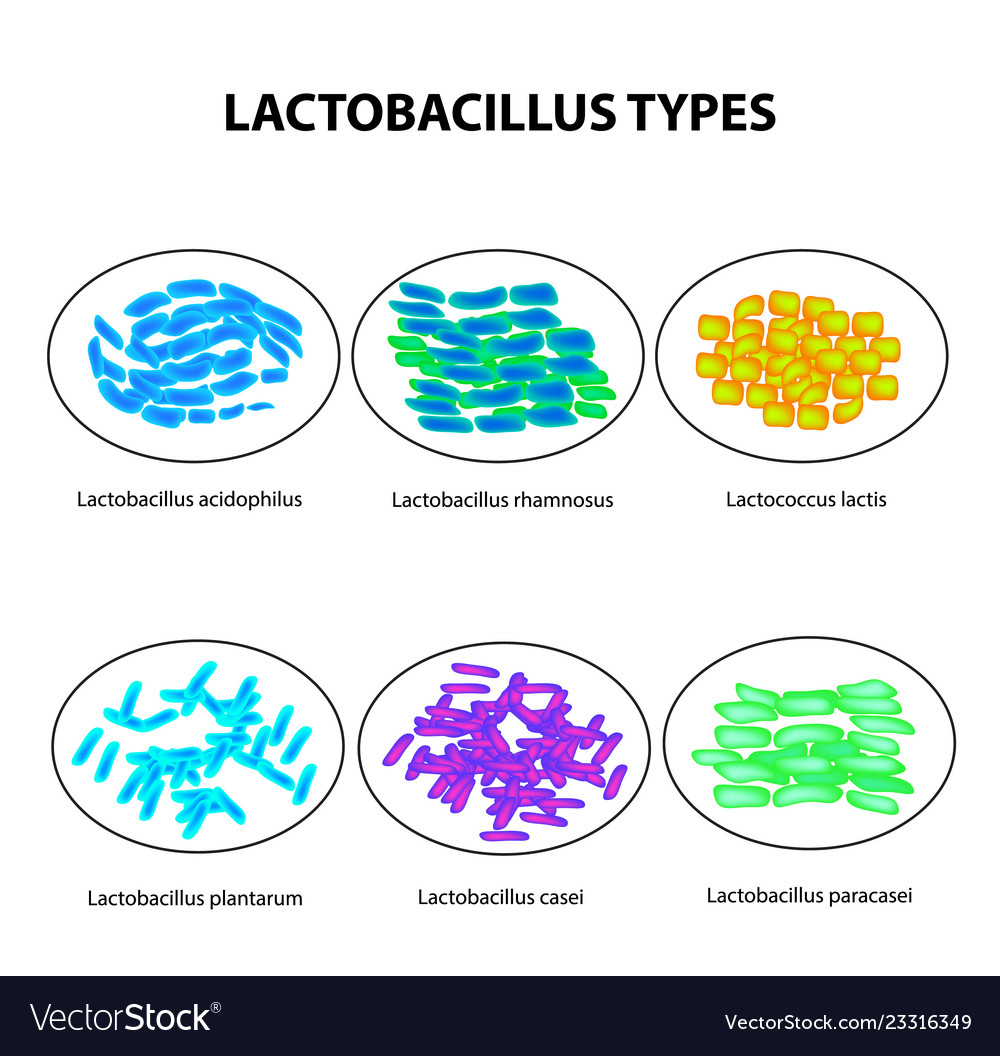 LACTOBACILLUS TYPES
Lactobacillus acidophilus
Lactobacillus rhamnosus
Lactococcus lactis
Lactobacillus plantarum
Lactobacillus casei
Lactobacillus paracasei
VectorStock®
VectorStock.com/23316349